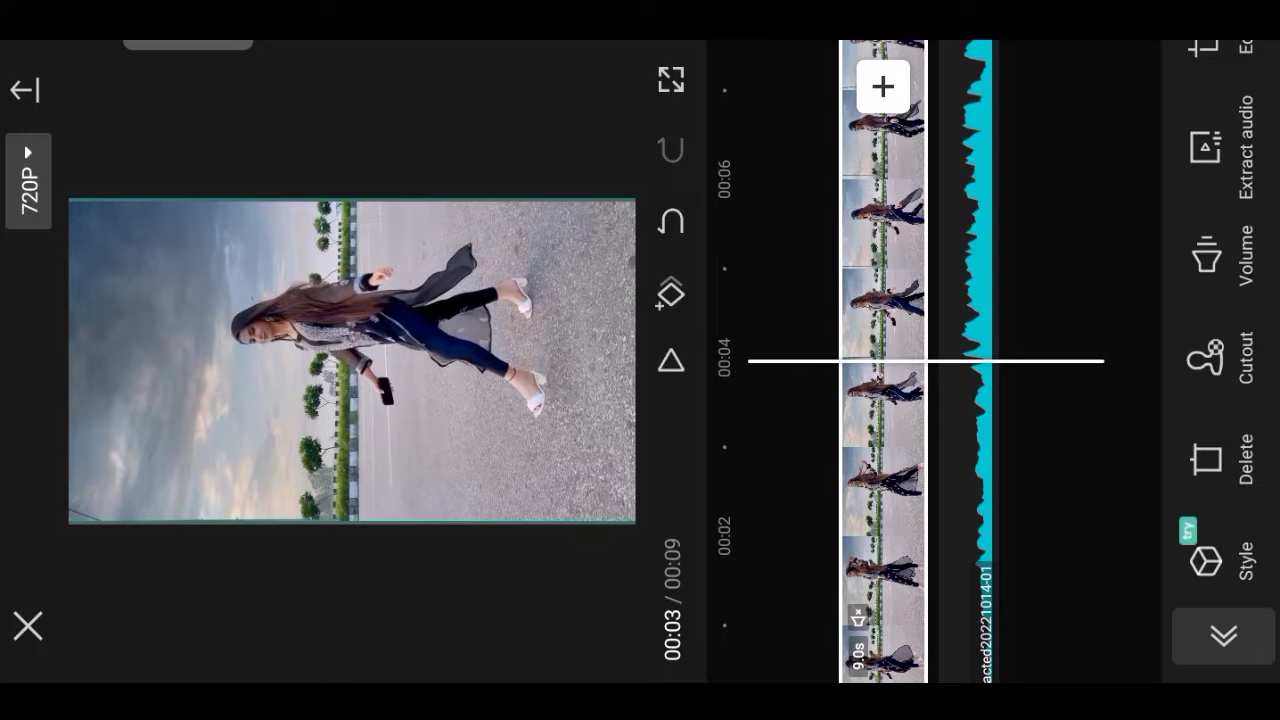 720P
00:03 / 00:09
00:02
00:04
00:06
9.0s
acted20221014-01
try
Style
Delete
Cutout
Volume
Extract audio